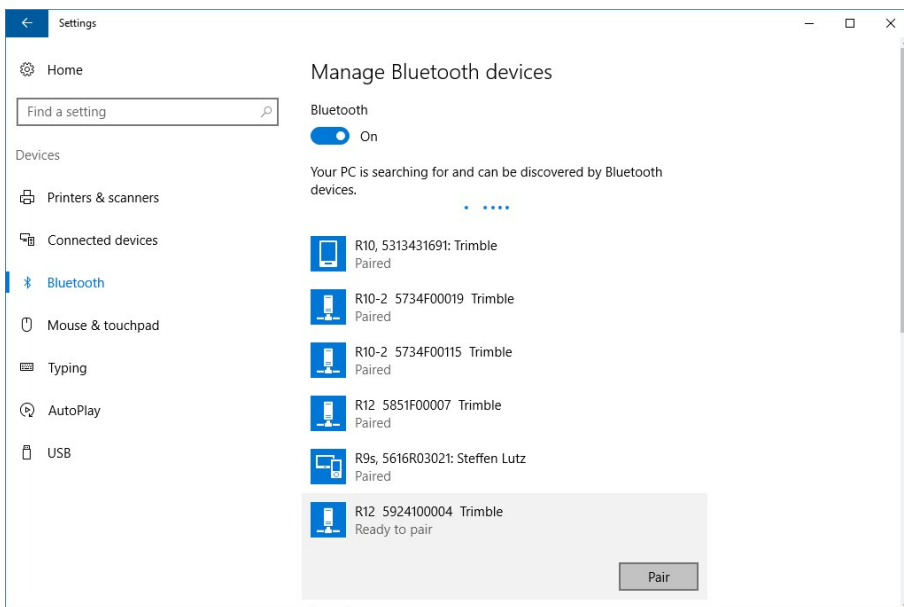 Settings
Home
Find a setting
Devices
Printers & scanners
Connected devices
Bluetooth
Mouse & touchpad
Typing
AutoPlay
USB
Manage Bluetooth devices
Bluetooth
On
Your PC is searching for and can be discovered by Bluetooth
devices.
R10, 5313431691: Trimble
Paired
R10-2 5734F00019 Trimble
Paired
R10-2 5734F00115 Trimble
Paired
R12 5851F00007 Trimble
Paired
R9s, 5616R03021: Steffen Lutz
Paired
R12 5924100004 Trimble
Ready to pair
Pair